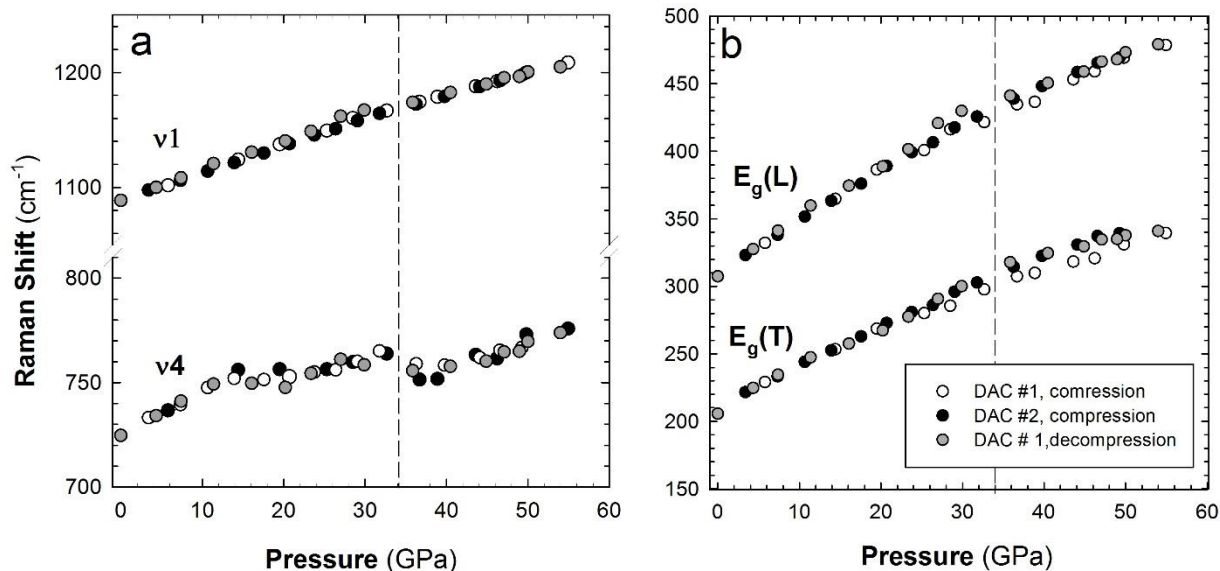 a
1200
ν1
1100
Raman Shift (cm⁻¹)
800
ν4
750
700
0 10 20 30 40 50 60
Pressure (GPa)
b
500
450
400
E_g(L)
350
300
E_g(T)
250
200
150
DAC #1, comression
DAC #2, compression
DAC # 1,decompression
0 10 20 30 40 50 60
Pressure (GPa)